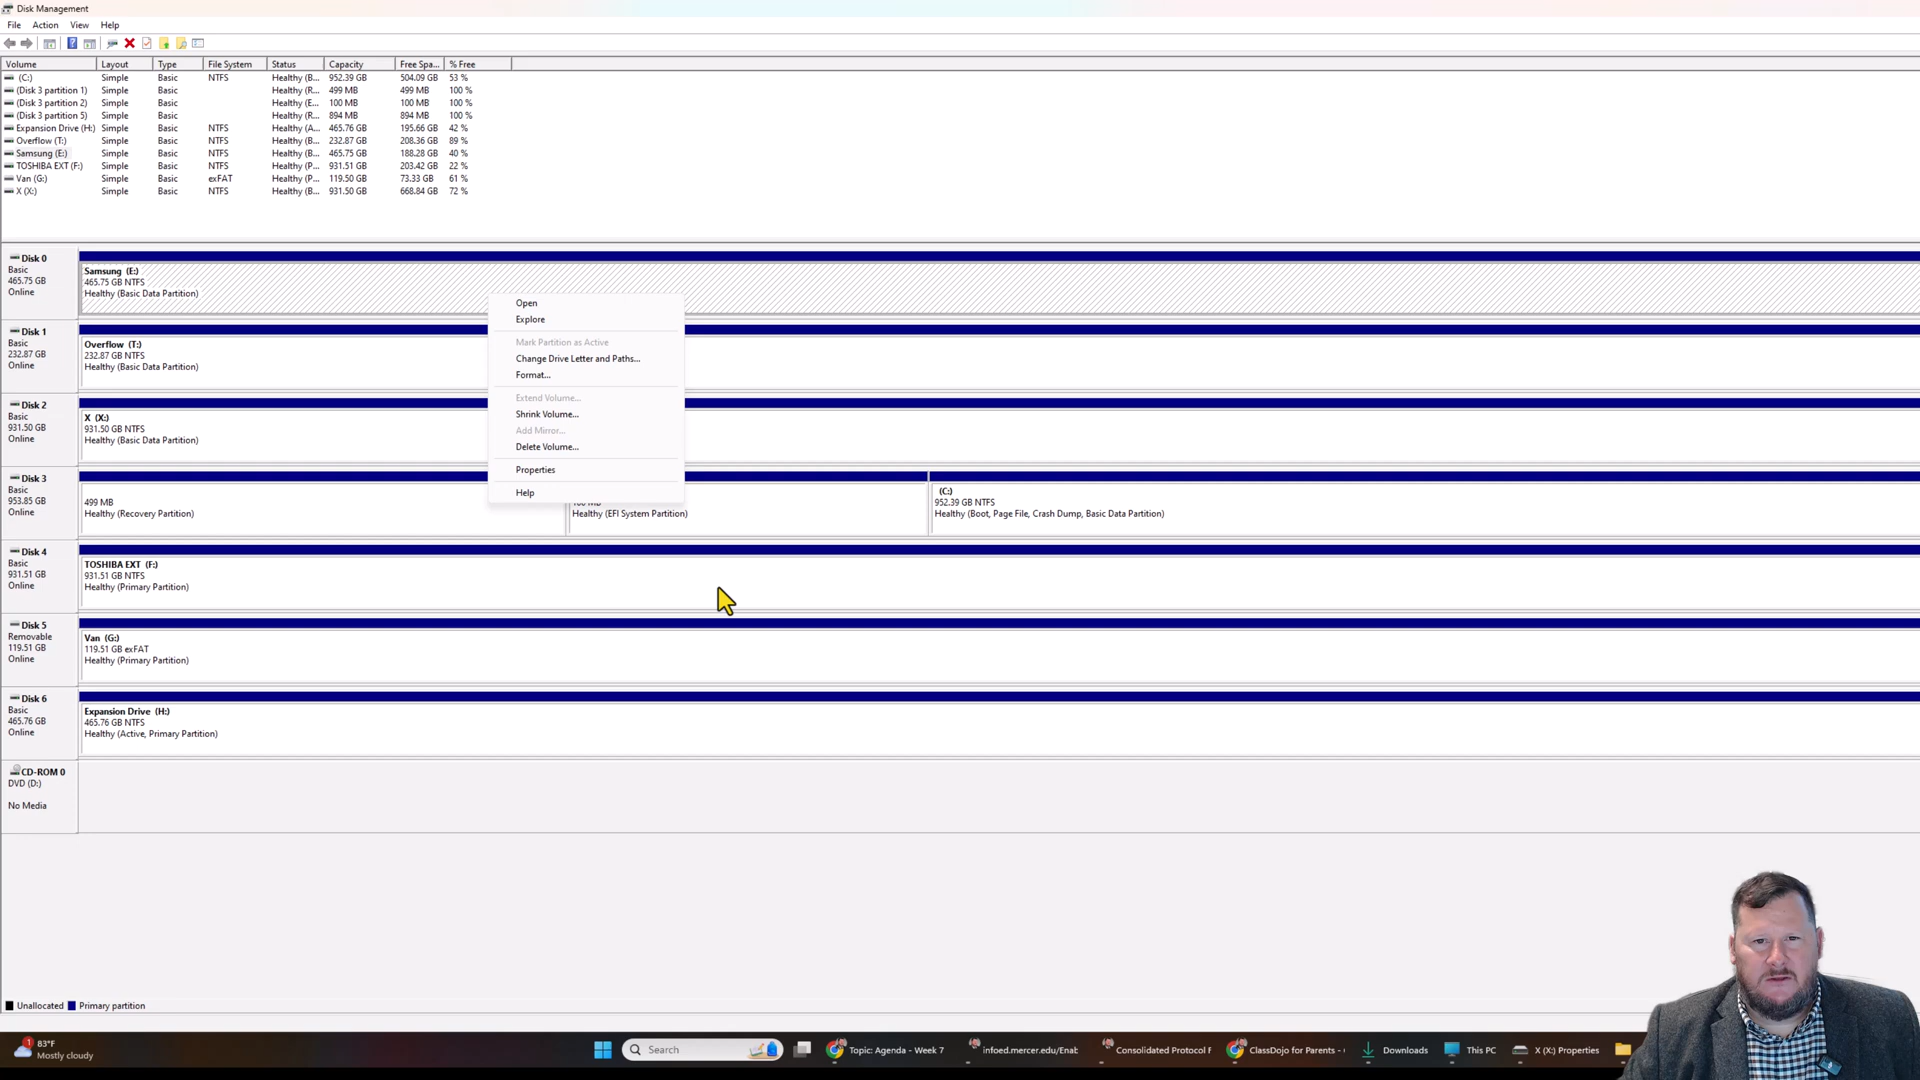 Disk Management
File Action View Help
Volume Layout Type File System Status Capacity Free Spa... % Free
(C:) Simple Basic NTFS Healthy (B... 952.39 GB 504.09 GB 53 %
(Disk 3 partition 1) Simple Basic Healthy (R... 499 MB 499 MB 100 %
(Disk 3 partition 2) Simple Basic Healthy (E... 100 MB 100 MB 100 %
(Disk 3 partition 5) Simple Basic Healthy (R... 894 MB 894 MB 100 %
Expansion Drive (H:) Simple Basic NTFS Healthy (A... 465.76 GB 195.66 GB 42 %
Overflow (T:) Simple Basic NTFS Healthy (B... 232.87 GB 208.36 GB 89 %
Samsung (E:) Simple Basic NTFS Healthy (B... 465.75 GB 188.28 GB 40 %
TOSHIBA EXT (F:) Simple Basic NTFS Healthy (P... 931.51 GB 203.42 GB 22 %
Van (G:) Simple Basic exFAT Healthy (P... 119.50 GB 73.33 GB 61 %
X (X:) Simple Basic NTFS Healthy (B... 931.50 GB 668.84 GB 72 %
Disk 0
Basic
465.75 GB
Online
Samsung (E:)
465.75 GB NTFS
Healthy (Basic Data Partition)
Open
Explore
Mark Partition as Active
Change Drive Letter and Paths...
Format...
Extend Volume...
Shrink Volume...
Add Mirror...
Delete Volume...
Properties
Help
Disk 1
Basic
232.87 GB
Online
Overflow (T:)
232.87 GB NTFS
Healthy (Basic Data Partition)
Disk 2
Basic
931.50 GB
Online
X (X:)
931.50 GB NTFS
Healthy (Basic Data Partition)
Disk 3
Basic
953.85 GB
Online
499 MB
Healthy (Recovery Partition)
100 MB
Healthy (EFI System Partition)
(C:)
952.39 GB NTFS
Healthy (Boot, Page File, Crash Dump, Basic Data Partition)
Disk 4
Basic
931.51 GB
Online
TOSHIBA EXT (F:)
931.51 GB NTFS
Healthy (Primary Partition)
Disk 5
Removable
119.51 GB
Online
Van (G:)
119.51 GB exFAT
Healthy (Primary Partition)
Disk 6
Basic
465.76 GB
Online
Expansion Drive (H:)
465.76 GB NTFS
Healthy (Active, Primary Partition)
CD-ROM 0
DVD (D:)
No Media
Unallocated Primary partition
1
83°F
Mostly cloudy
Search
Topic: Agenda - Week 7
infoed.mercer.edu/Enab
Consolidated Protocol F
ClassDojo for Parents -
Downloads
This PC
X (X:) Properties